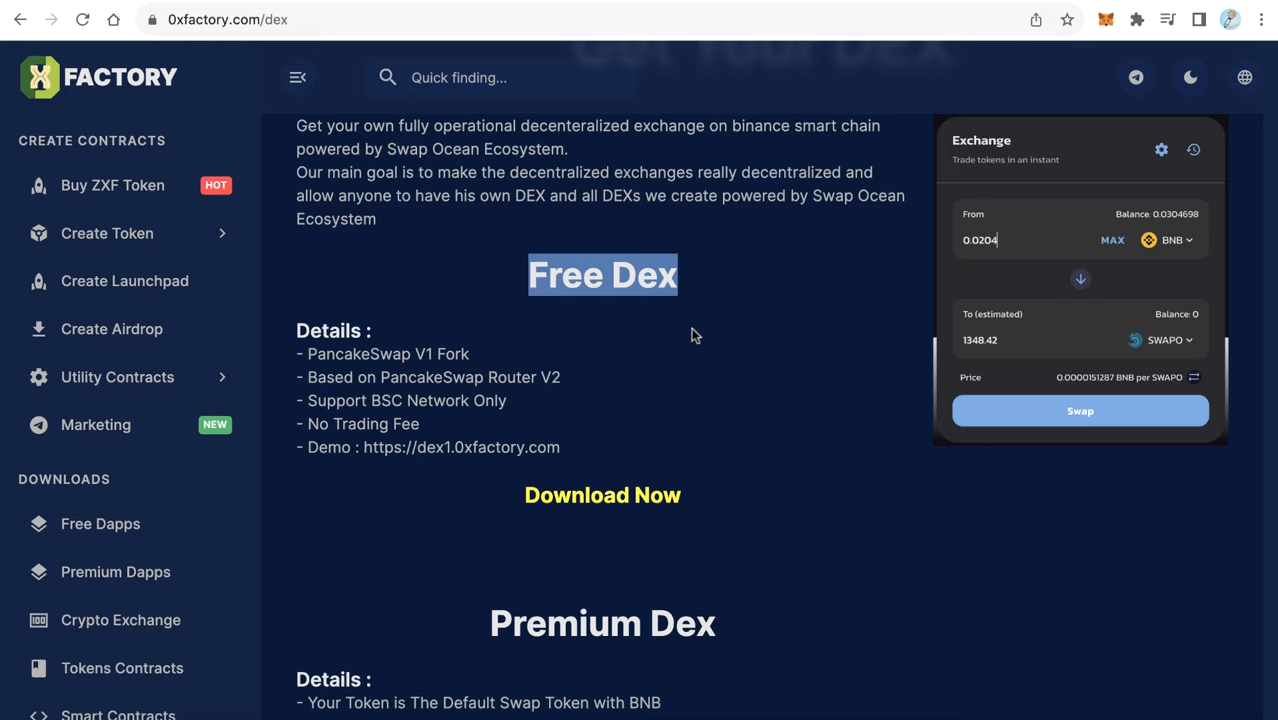 0xfactory.com/dex
Get Your DEX
FACTORY
Quick finding...
CREATE CONTRACTS
Buy ZXF Token HOT
Create Token
Create Launchpad
Create Airdrop
Utility Contracts
Marketing NEW
DOWNLOADS
Free Dapps
Premium Dapps
Crypto Exchange
Tokens Contracts
Smart Contracts
Get your own fully operational decenteralized exchange on binance smart chain
powered by Swap Ocean Ecosystem.
Our main goal is to make the decentralized exchanges really decentralized and
allow anyone to have his own DEX and all DEXs we create powered by Swap Ocean
Ecosystem
Free Dex
Details :
- PancakeSwap V1 Fork
- Based on PancakeSwap Router V2
- Support BSC Network Only
- No Trading Fee
- Demo : https://dex1.0xfactory.com
Download Now
Premium Dex
Details :
- Your Token is The Default Swap Token with BNB
Exchange
Trade tokens in an instant
From Balance: 0.0304698
0.0204 MAX BNB
To (estimated) Balance: 0
1348.42 SWAPO
Price 0.0000151287 BNB per SWAPO
Swap